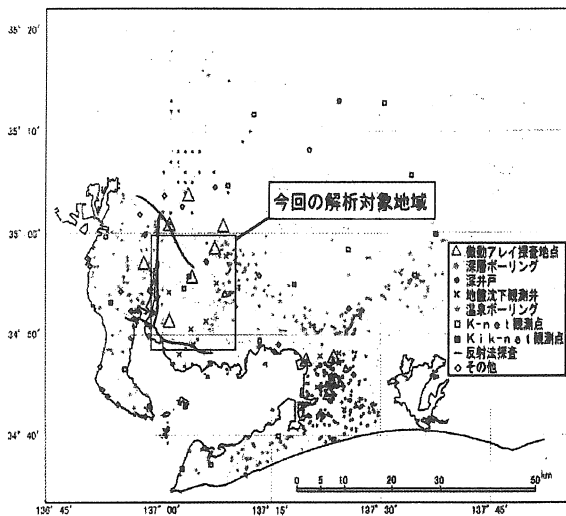 35° 20'
35° 10'
35° 00'
34° 50'
34° 40'
今回の解析対象地域
微動アレイ探査地点
深層ボーリング
深井戸
地盤沈下観測井
温泉ボーリング
K-net観測点
Kik-net観測点
反射法探査
その他
km
0 5 10 20 30 50
136° 45' 137° 00' 137° 15' 137° 30' 137° 45'